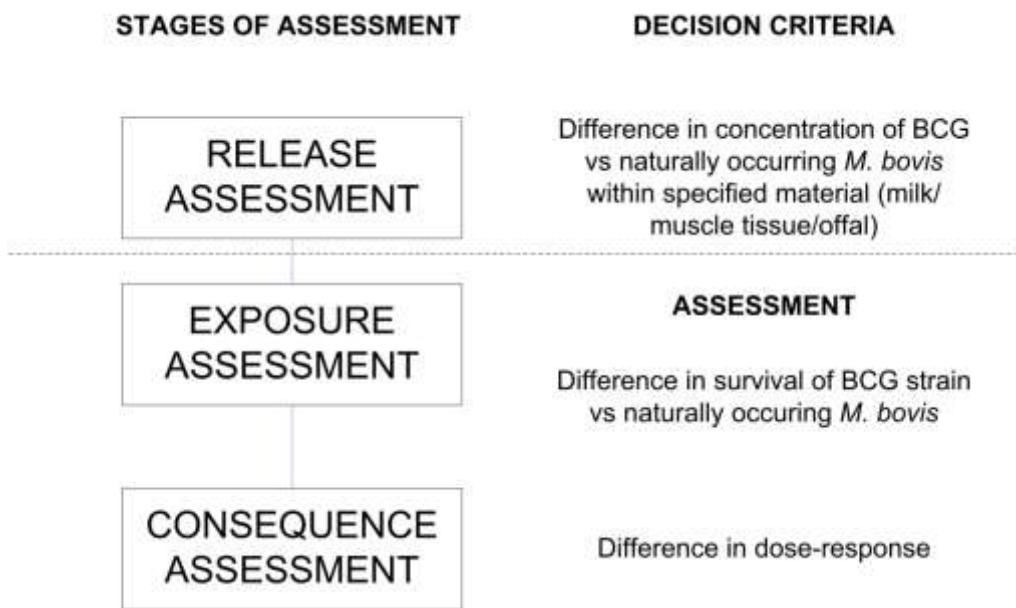 STAGES OF ASSESSMENT
DECISION CRITERIA
RELEASE
ASSESSMENT
Difference in concentration of BCG
vs naturally occurring M. bovis
within specified material (milk/
muscle tissue/offal)
EXPOSURE
ASSESSMENT
ASSESSMENT
Difference in survival of BCG strain
vs naturally occuring M. bovis
CONSEQUENCE
ASSESSMENT
Difference in dose-response